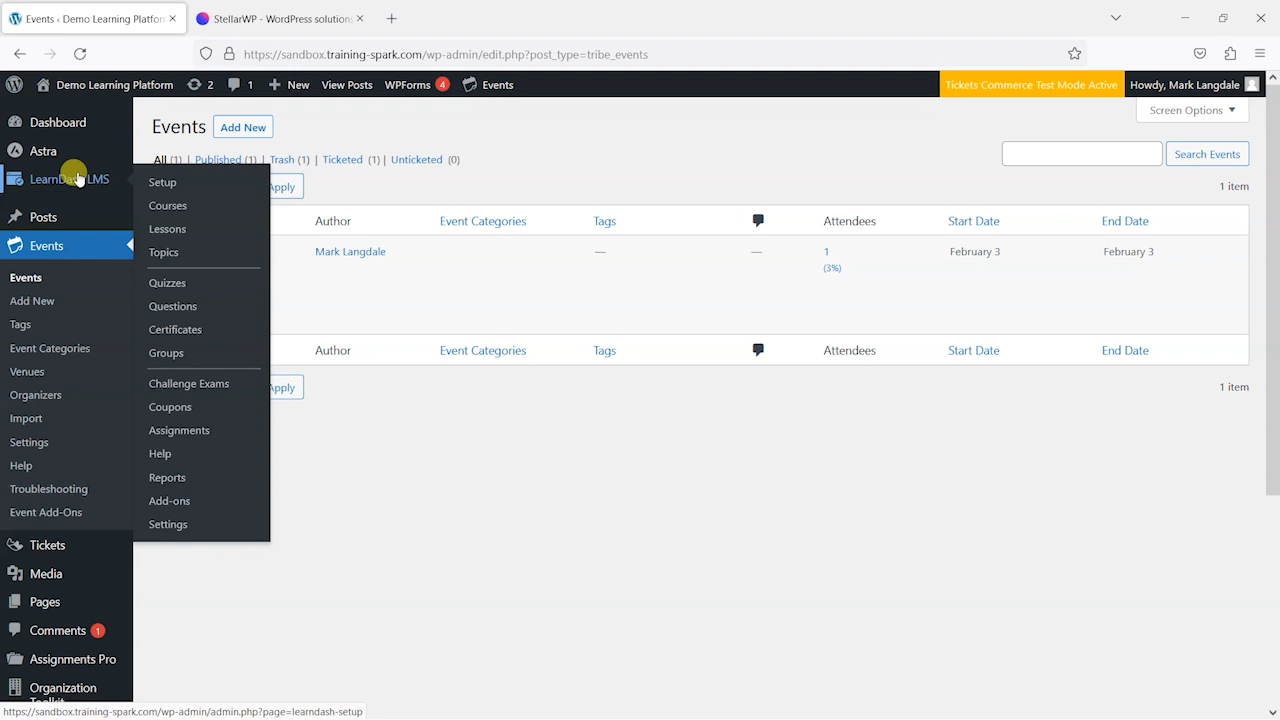 Events ‹ Demo Learning Platform
StellarWP - WordPress solutions
https://sandbox.training-spark.com/wp-admin/edit.php?post_type=tribe_events
Demo Learning Platform 2 1 New View Posts WPForms 4 Events Tickets Commerce Test Mode Active Howdy, Mark Langdale
Screen Options
Events Add New
All (1) | Published (1) | Trash (1) | Ticketed (1) | Unticketed (0)
Search Events
Apply
1 item
Author Event Categories Tags Attendees Start Date End Date
Mark Langdale — — 1 February 3 February 3
(3%)
Author Event Categories Tags Attendees Start Date End Date
Apply
1 item
Dashboard
Astra
LearnDash LMS
Posts
Events
Events
Add New
Tags
Event Categories
Venues
Organizers
Import
Settings
Help
Troubleshooting
Event Add-Ons
Tickets
Media
Pages
Comments 1
Assignments Pro
Organization
Toolkit
Setup
Courses
Lessons
Topics
Quizzes
Questions
Certificates
Groups
Challenge Exams
Coupons
Assignments
Help
Reports
Add-ons
Settings
https://sandbox.training-spark.com/wp-admin/admin.php?page=learndash-setup